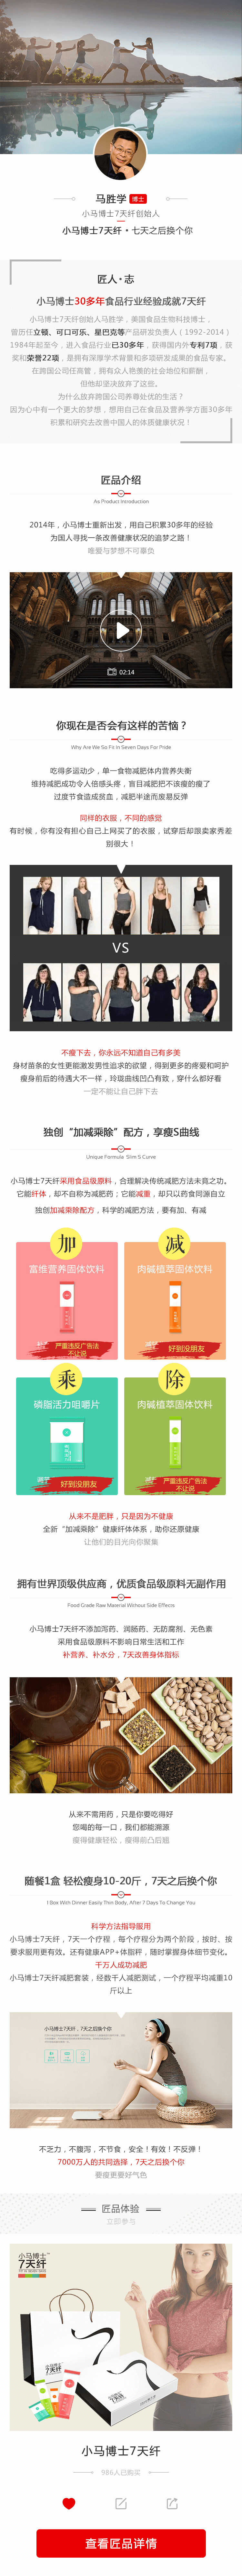 马胜学 博士
小马博士7天纤创始人
小马博士7天纤·七天之后换个你
匠人·志
小马博士30多年食品行业经验成就7天纤
小马博士7天纤创始人马胜学，美国食品生物科技博士，
曾历任立顿、可口可乐、星巴克等产品研发负责人（1992-2014）
1984年起至今，进入食品行业已30多年，获得国内外专利7项，获
奖和荣誉22项，是拥有深厚学术背景和多项研发成果的食品专家。
在跨国公司任高管，拥有众人艳羡的社会地位和薪酬，
但他却坚决放弃了这些。
为什么放弃跨国公司养尊处优的生活？
因为心中有一个更大的梦想，想用自己在食品及营养学方面30多年
积累和研究去改善中国人的体质健康状况！
匠品介绍
As Product Inrroduction
2014年，小马博士重新出发，用自己积累30多年的经验
为国人寻找一条改善健康状况的追梦之路！
唯爱与梦想不可辜负
02:14
你现在是否会有这样的苦恼？
Why Are We So Fs In Seven Days For Pride
吃得多运动少，单一食物减肥体内营养失衡
维持减肥成功令人倍感头疼，盲目减肥把不该瘦的瘦了
过度节食造成贫血，减肥半途而废易反弹
同样的衣服，不同的感觉
有时候，你有没有担心自己上网买了的衣服，试穿后却跟卖家秀差
别很大！
VS
不瘦下去，你永远不知道自己有多美
身材苗条的女性更能激发男性追求的欲望，得到更多的疼爱和呵护
瘦身前后的待遇大不一样，玲珑曲线凹凸有致，穿什么都好看
一定不能让自己胖下去
独创“加减乘除”配方，享瘦S曲线
Unique Formula: Slim S Curve
小马博士7天纤采用食品级原料，合理解决传统减肥方法未竟之功。
它能纤体，却不自称为减肥药；它能减重，却只以药食同源自立
独创加减乘除配方，科学的减肥方法，要有加、有减
加
富维营养固体饮料
严重违反广告法
不让说
减
肉碱植萃固体饮料
好到没朋友
乘
磷脂活力咀嚼片
好到没朋友
除
肉碱植萃固体饮料
严重违反广告法
不让说
从来不是肥胖，只是因为不健康
全新“加减乘除”健康纤体体系，助你还原健康
让他们的目光向你聚集
拥有世界顶级供应商，优质食品级原料无副作用
Food Grade Raw Material Without Side Effects
小马博士7天纤不添加泻药、润肠药、无防腐剂、无色素
采用食品级原料不影响日常生活和工作
补营养、补水分，7天改善身体指标
从来不需用药，只是你要吃得好
您喝的每一口，我们都能溯源
瘦得健康轻松，瘦得前凸后翘
随餐1盒 轻松瘦身10-20斤，7天之后换个你
I Box With Dinner Easily Thin Body, After 7 Days To Change You
科学方法指导服用
小马博士7天纤，7天一个疗程，每个疗程分为两个阶段，按时、按
要求服用更有效。还有健康APP+体脂秤，随时掌握身体细节变化。
千万人成功减肥
小马博士7天纤减肥套装，经数千人减肥测试，一个疗程平均减重10
斤以上
小马博士7天纤，7天之后换个你
不乏力，不腹泻，不节食，安全！有效！不反弹！
7000万人的共同选择，7天之后换个你
要瘦更要好气色
匠品体验
立即参与
小马博士
7天纤
小马博士7天纤
986人已购买
查看匠品详情